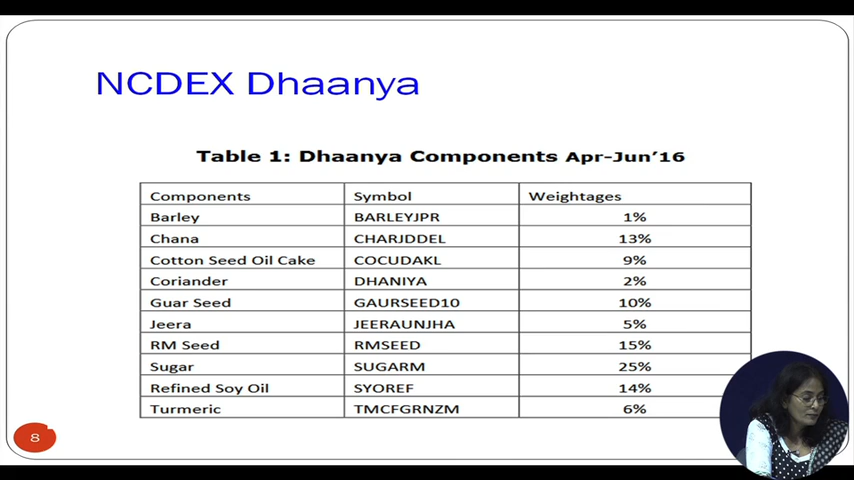 NCDEX Dhaanya
Table 1: Dhaanya Components Apr-Jun'16
Components Symbol Weightages
Barley BARLEYJPR 1%
Chana CHARJDDEL 13%
Cotton Seed Oil Cake COCUDAKL 9%
Coriander DHANIYA 2%
Guar Seed GAURSEED10 10%
Jeera JEERAUNJHA 5%
RM Seed RMSEED 15%
Sugar SUGARM 25%
Refined Soy Oil SYOREF 14%
Turmeric TMCFGRNZM 6%
8